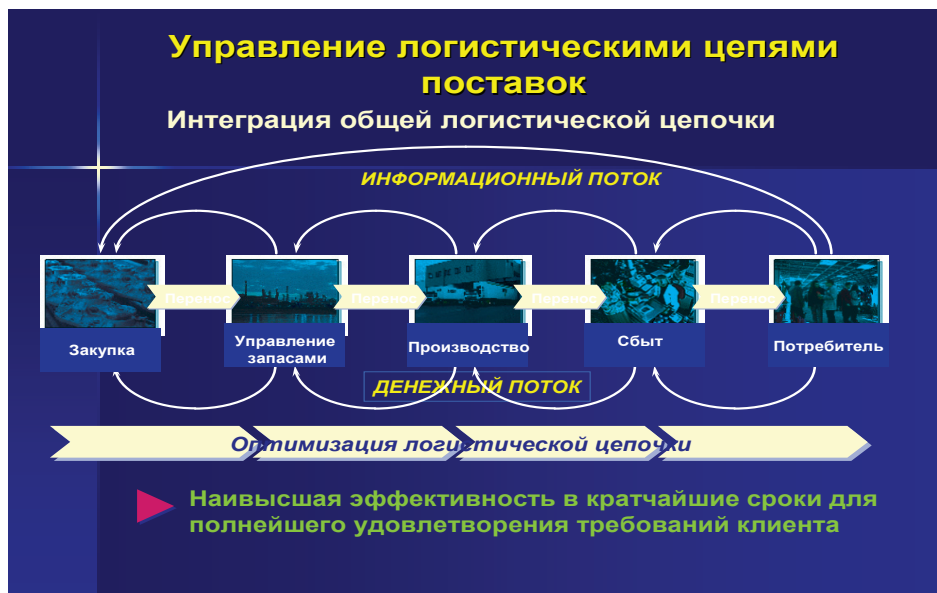 Управление логистическими цепями
поставок
Интеграция общей логистической цепочки
ИНФОРМАЦИОННЫЙ ПОТОК
Перенос
Перенос
Перенос
Перенос
Закупка
Управление
запасами
Производство
Сбыт
Потребитель
ДЕНЕЖНЫЙ ПОТОК
Оптимизация логистической цепочки
Наивысшая эффективность в кратчайшие сроки для
полнейшего удовлетворения требований клиента